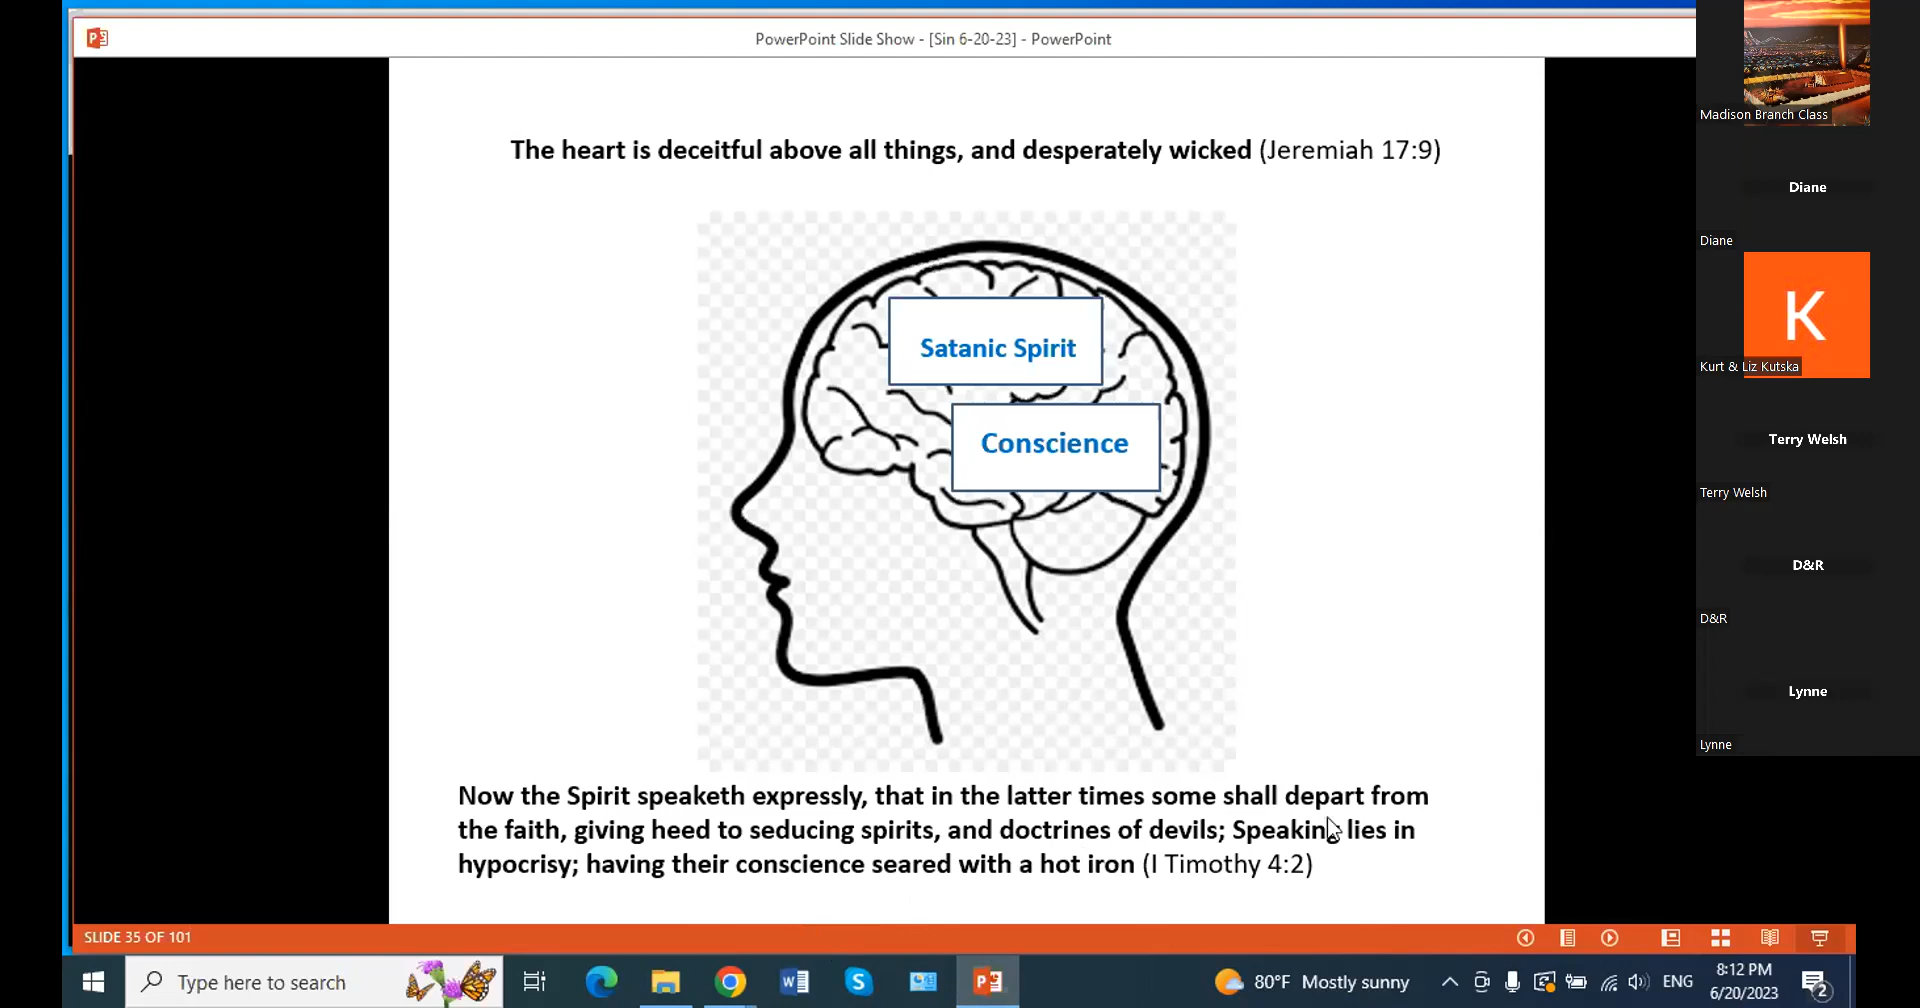 PowerPoint Slide Show - [Sin 6-20-23] - PowerPoint
The heart is deceitful above all things, and desperately wicked (Jeremiah 17:9)
Satanic Spirit
Conscience
Now the Spirit speaketh expressly, that in the latter times some shall depart from
the faith, giving heed to seducing spirits, and doctrines of devils; Speaking lies in
hypocrisy; having their conscience seared with a hot iron (I Timothy 4:2)
SLIDE 35 OF 101
Madison Branch Class
Diane
Diane
K
Kurt & Liz Kutska
Terry Welsh
Terry Welsh
D&R
D&R
Lynne
Lynne
Type here to search
80°F Mostly sunny
ENG
8:12 PM
6/20/2023
2